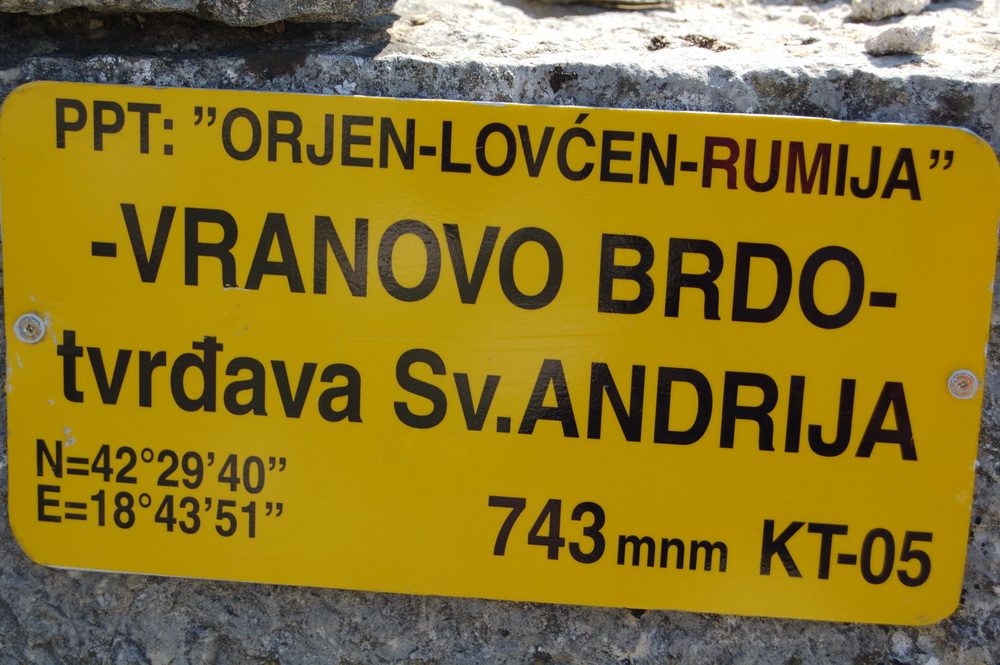 PPT: ”ORJEN-LOVĆEN-RUMIJA”
-VRANOVO BRDO-
tvrđava Sv.ANDRIJA
N=42°29’40”
E=18°43’51”
743 mnm KT-05